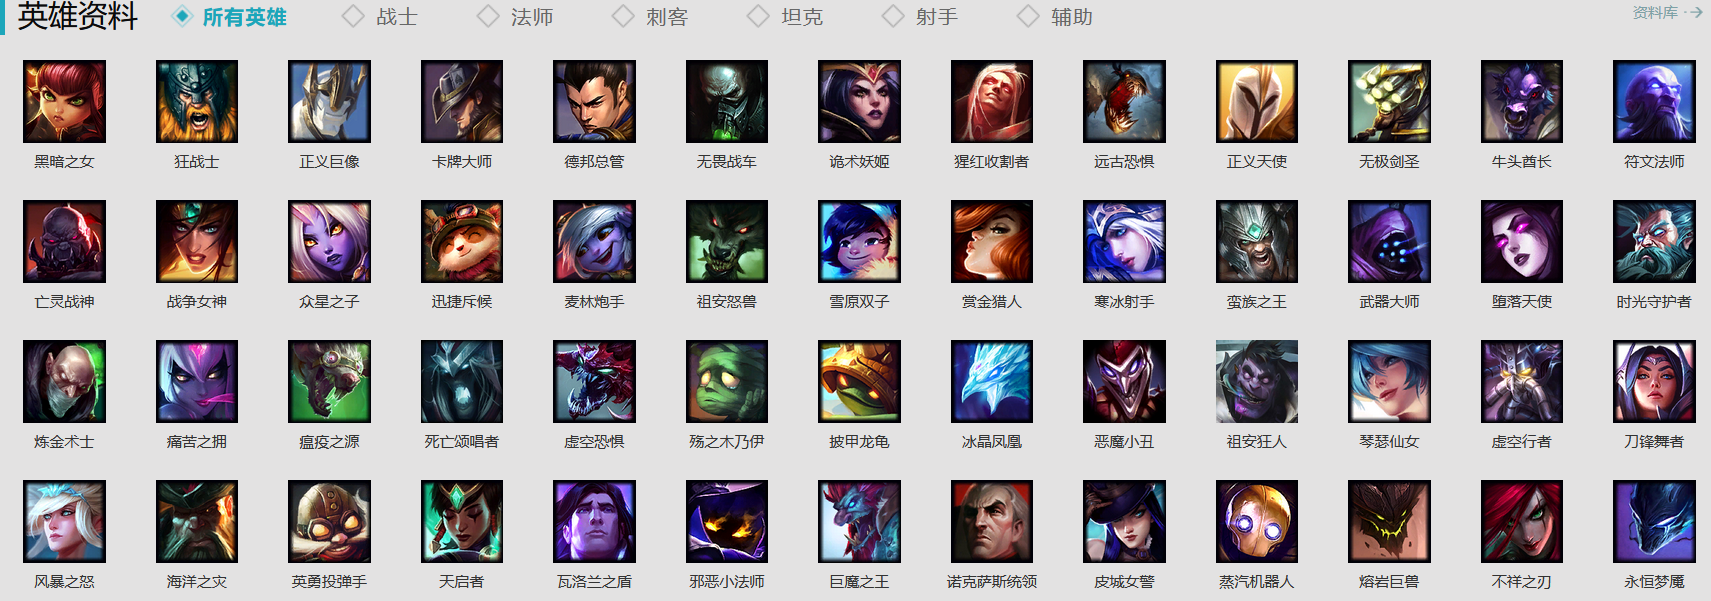 英雄资料 所有英雄 战士 法师 刺客 坦克 射手 辅助 资料库
黑暗之女 狂战士 正义巨像 卡牌大师 德邦总管 无畏战车 诡术妖姬 猩红收割者 远古恐惧 正义天使 无极剑圣 牛头酋长 符文法师
亡灵战神 战争女神 众星之子 迅捷斥候 麦林炮手 祖安怒兽 雪原双子 赏金猎人 寒冰射手 蛮族之王 武器大师 堕落天使 时光守护者
炼金术士 痛苦之拥 瘟疫之源 死亡颂唱者 虚空恐惧 殇之木乃伊 披甲龙龟 冰晶凤凰 恶魔小丑 祖安狂人 琴瑟仙女 虚空行者 刀锋舞者
风暴之怒 海洋之灾 英勇投弹手 天启者 瓦洛兰之盾 邪恶小法师 巨魔之王 诺克萨斯统领 皮城女警 蒸汽机器人 熔岩巨兽 不祥之刃 永恒梦魇